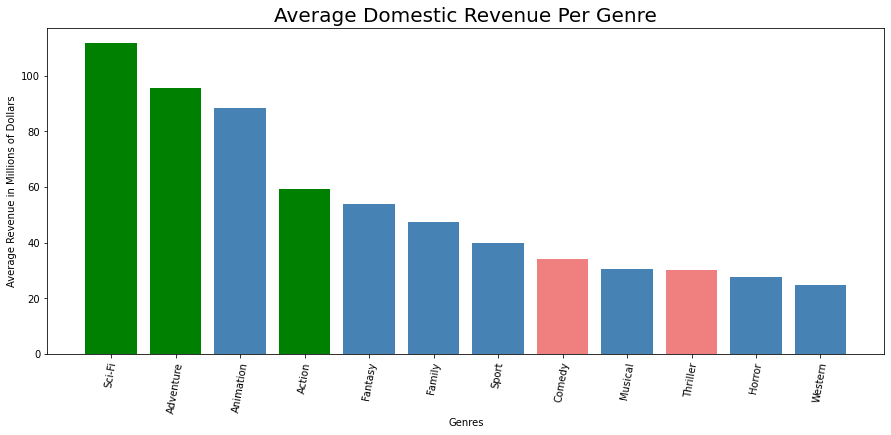 Average Domestic Revenue Per Genre
Average Revenue in Millions of Dollars
100
80
60
40
20
0
Sci-Fi
Adventure
Animation
Action
Fantasy
Family
Sport
Comedy
Musical
Thriller
Horror
Western
Genres